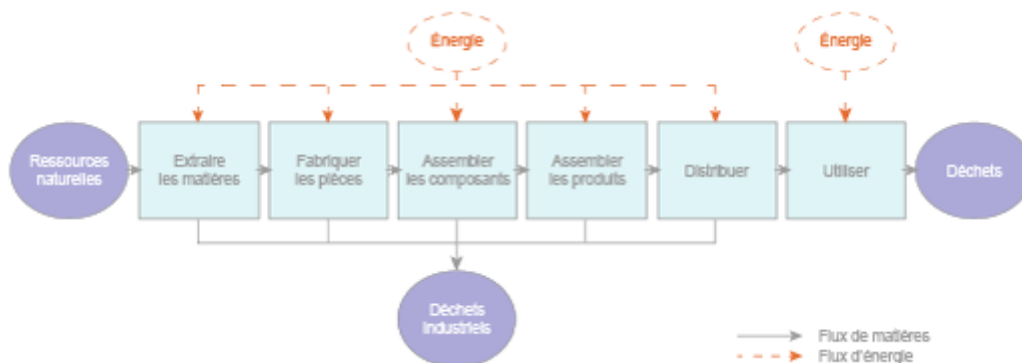 Énergie
Énergie
Ressources
naturelles
Extraire
les matières
Fabriquer
les pièces
Assembler
les composants
Assembler
les produits
Distribuer
Utiliser
Déchets
Déchets
industriels
Flux de matières
Flux d'énergie